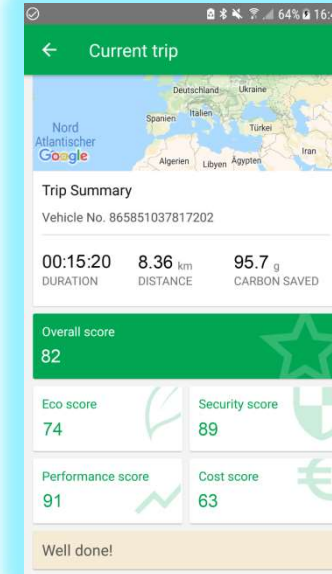 64% 16:4
Current trip
Deutschland Ukraine
Spanien Italien Türkei
Nord
Atlantischer
Google
Algerien Libyen Ägypten Iran
Trip Summary
Vehicle No. 865851037817202
00:15:20 8.36 km 95.7 g
DURATION DISTANCE CARBON SAVED
Overall score
82
Eco score Security score
74 89
Performance score Cost score
91 63
Well done!